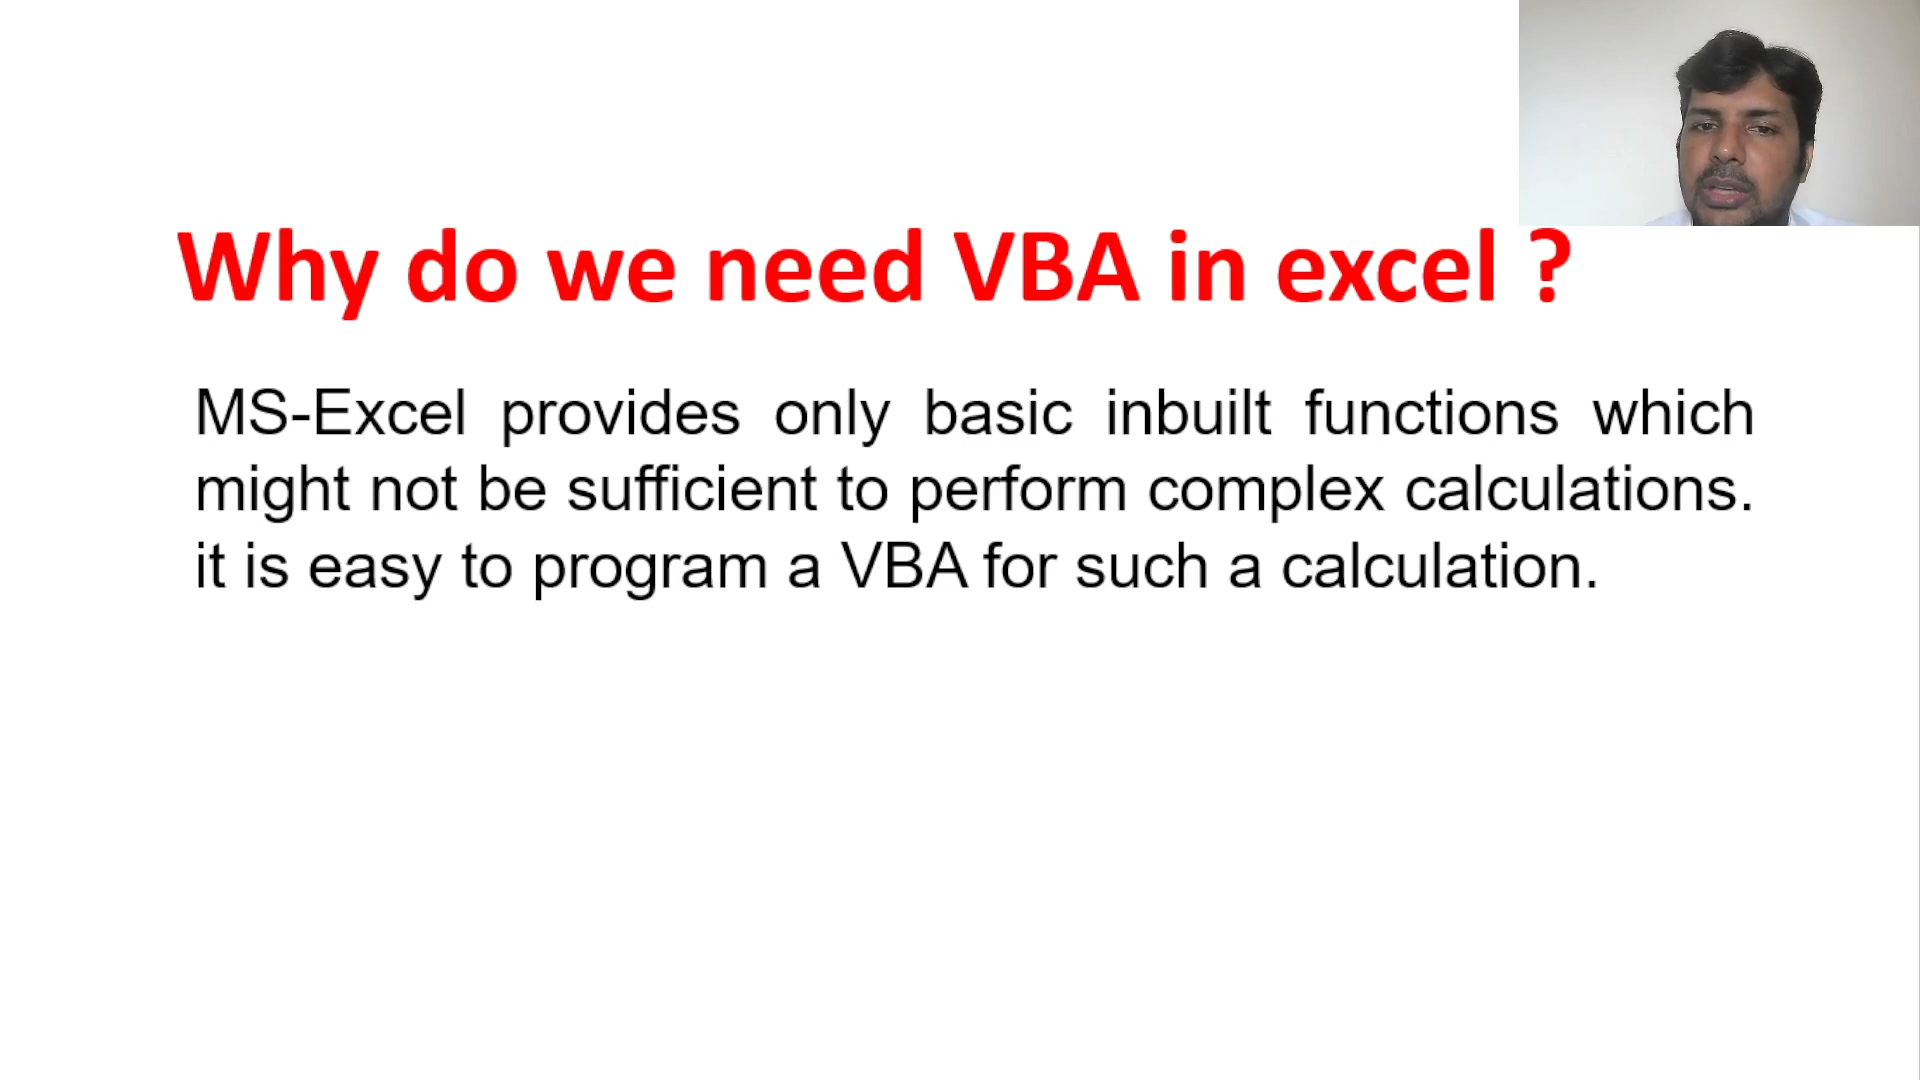 Why do we need VBA in excel ?
MS-Excel provides only basic inbuilt functions which
might not be sufficient to perform complex calculations.
it is easy to program a VBA for such a calculation.